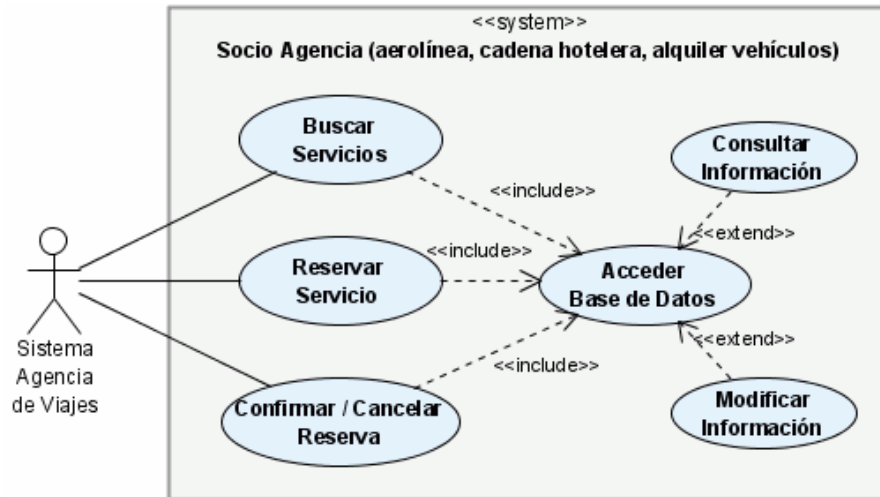 <<system>>
Socio Agencia (aerolínea, cadena hotelera, alquiler vehículos)
Buscar
Servicios
Consultar
Información
<<include>>
<<extend>>
<<include>>
Reservar
Servicio
Acceder
Base de Datos
Sistema
Agencia
de Viajes
<<extend>>
<<include>>
Confirmar / Cancelar
Reserva
Modificar
Información